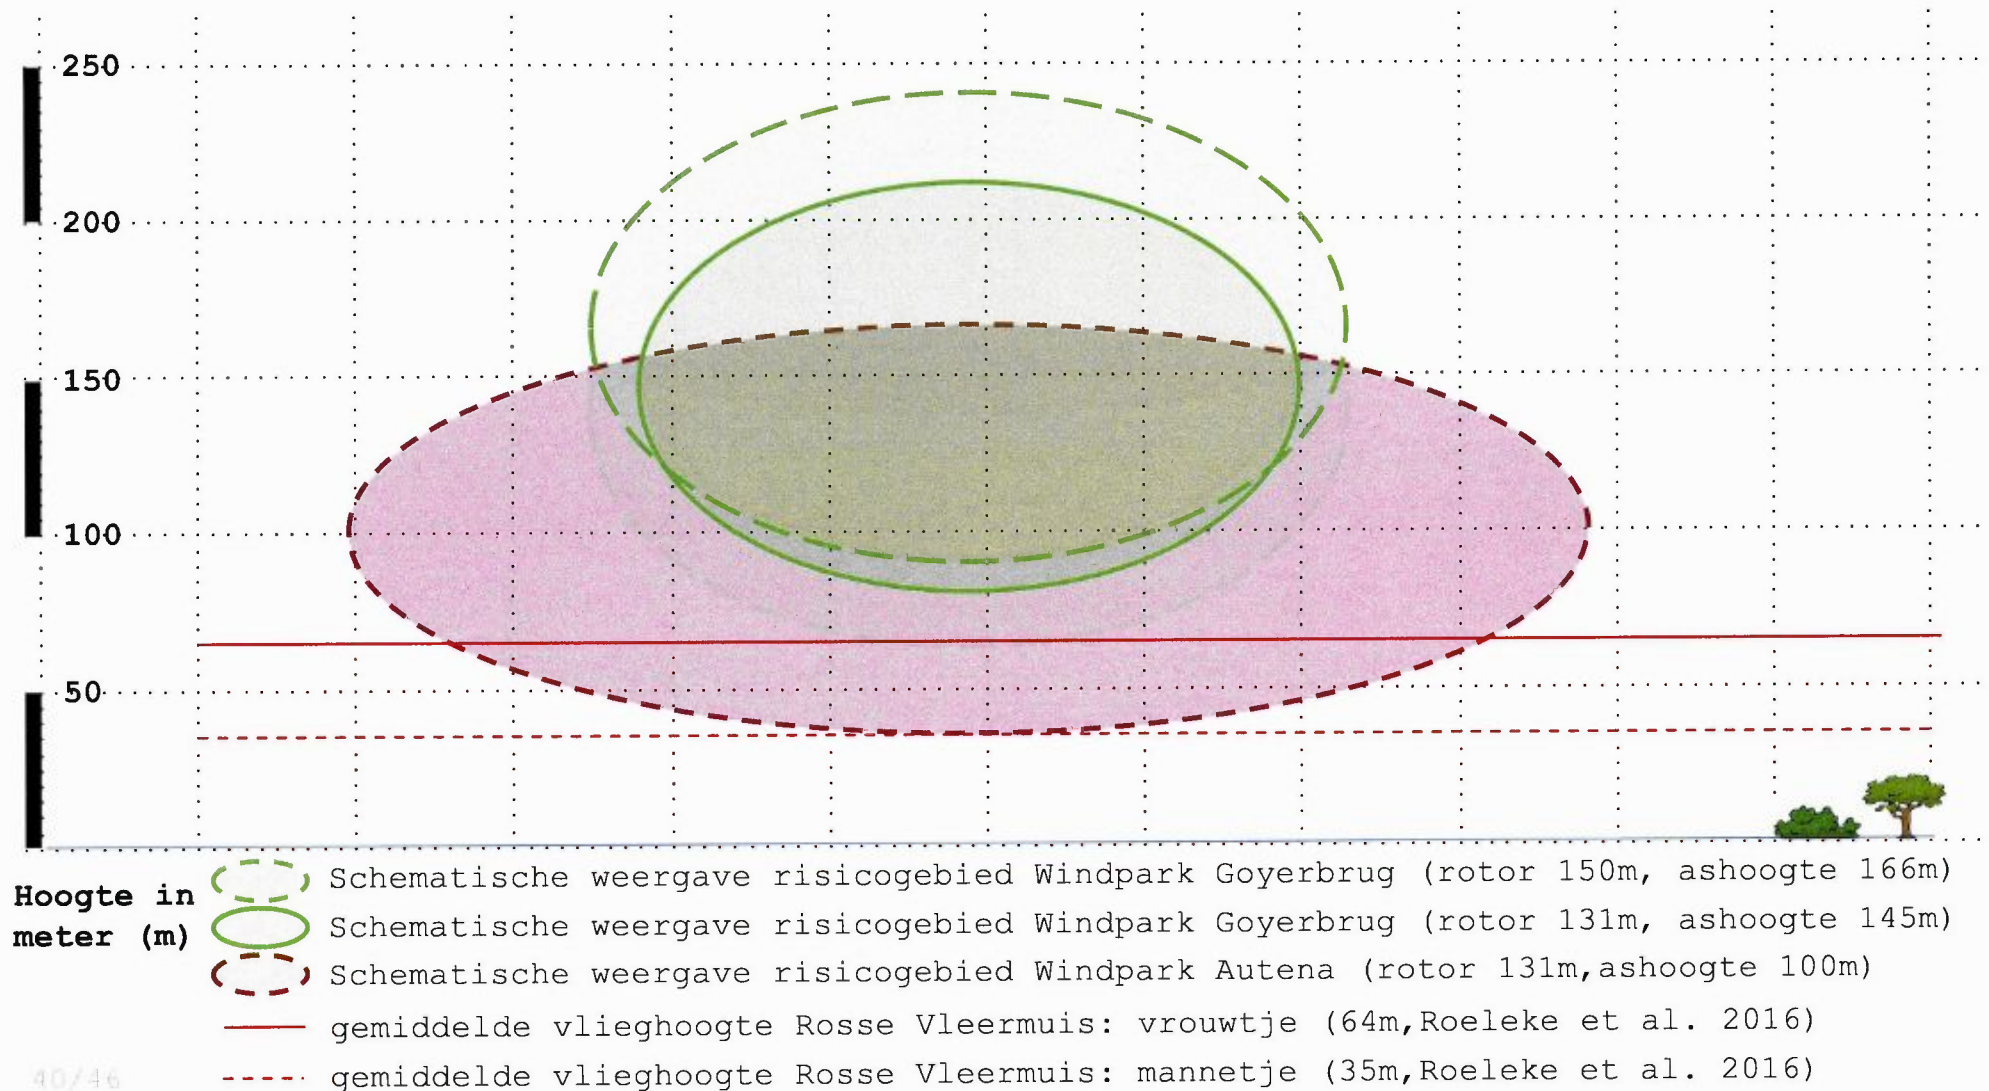 250
200
150
100
50
Hoogte in
meter (m)
Schematische weergave risicogebied Windpark Goyerbrug (rotor 150m, ashoogte 166m)
Schematische weergave risicogebied Windpark Goyerbrug (rotor 131m, ashoogte 145m)
Schematische weergave risicogebied Windpark Autena (rotor 131m,ashoogte 100m)
gemiddelde vlieghoogte Rosse Vleermuis: vrouwtje (64m,Roeleke et al. 2016)
gemiddelde vlieghoogte Rosse Vleermuis: mannetje (35m,Roeleke et al. 2016)
40/46